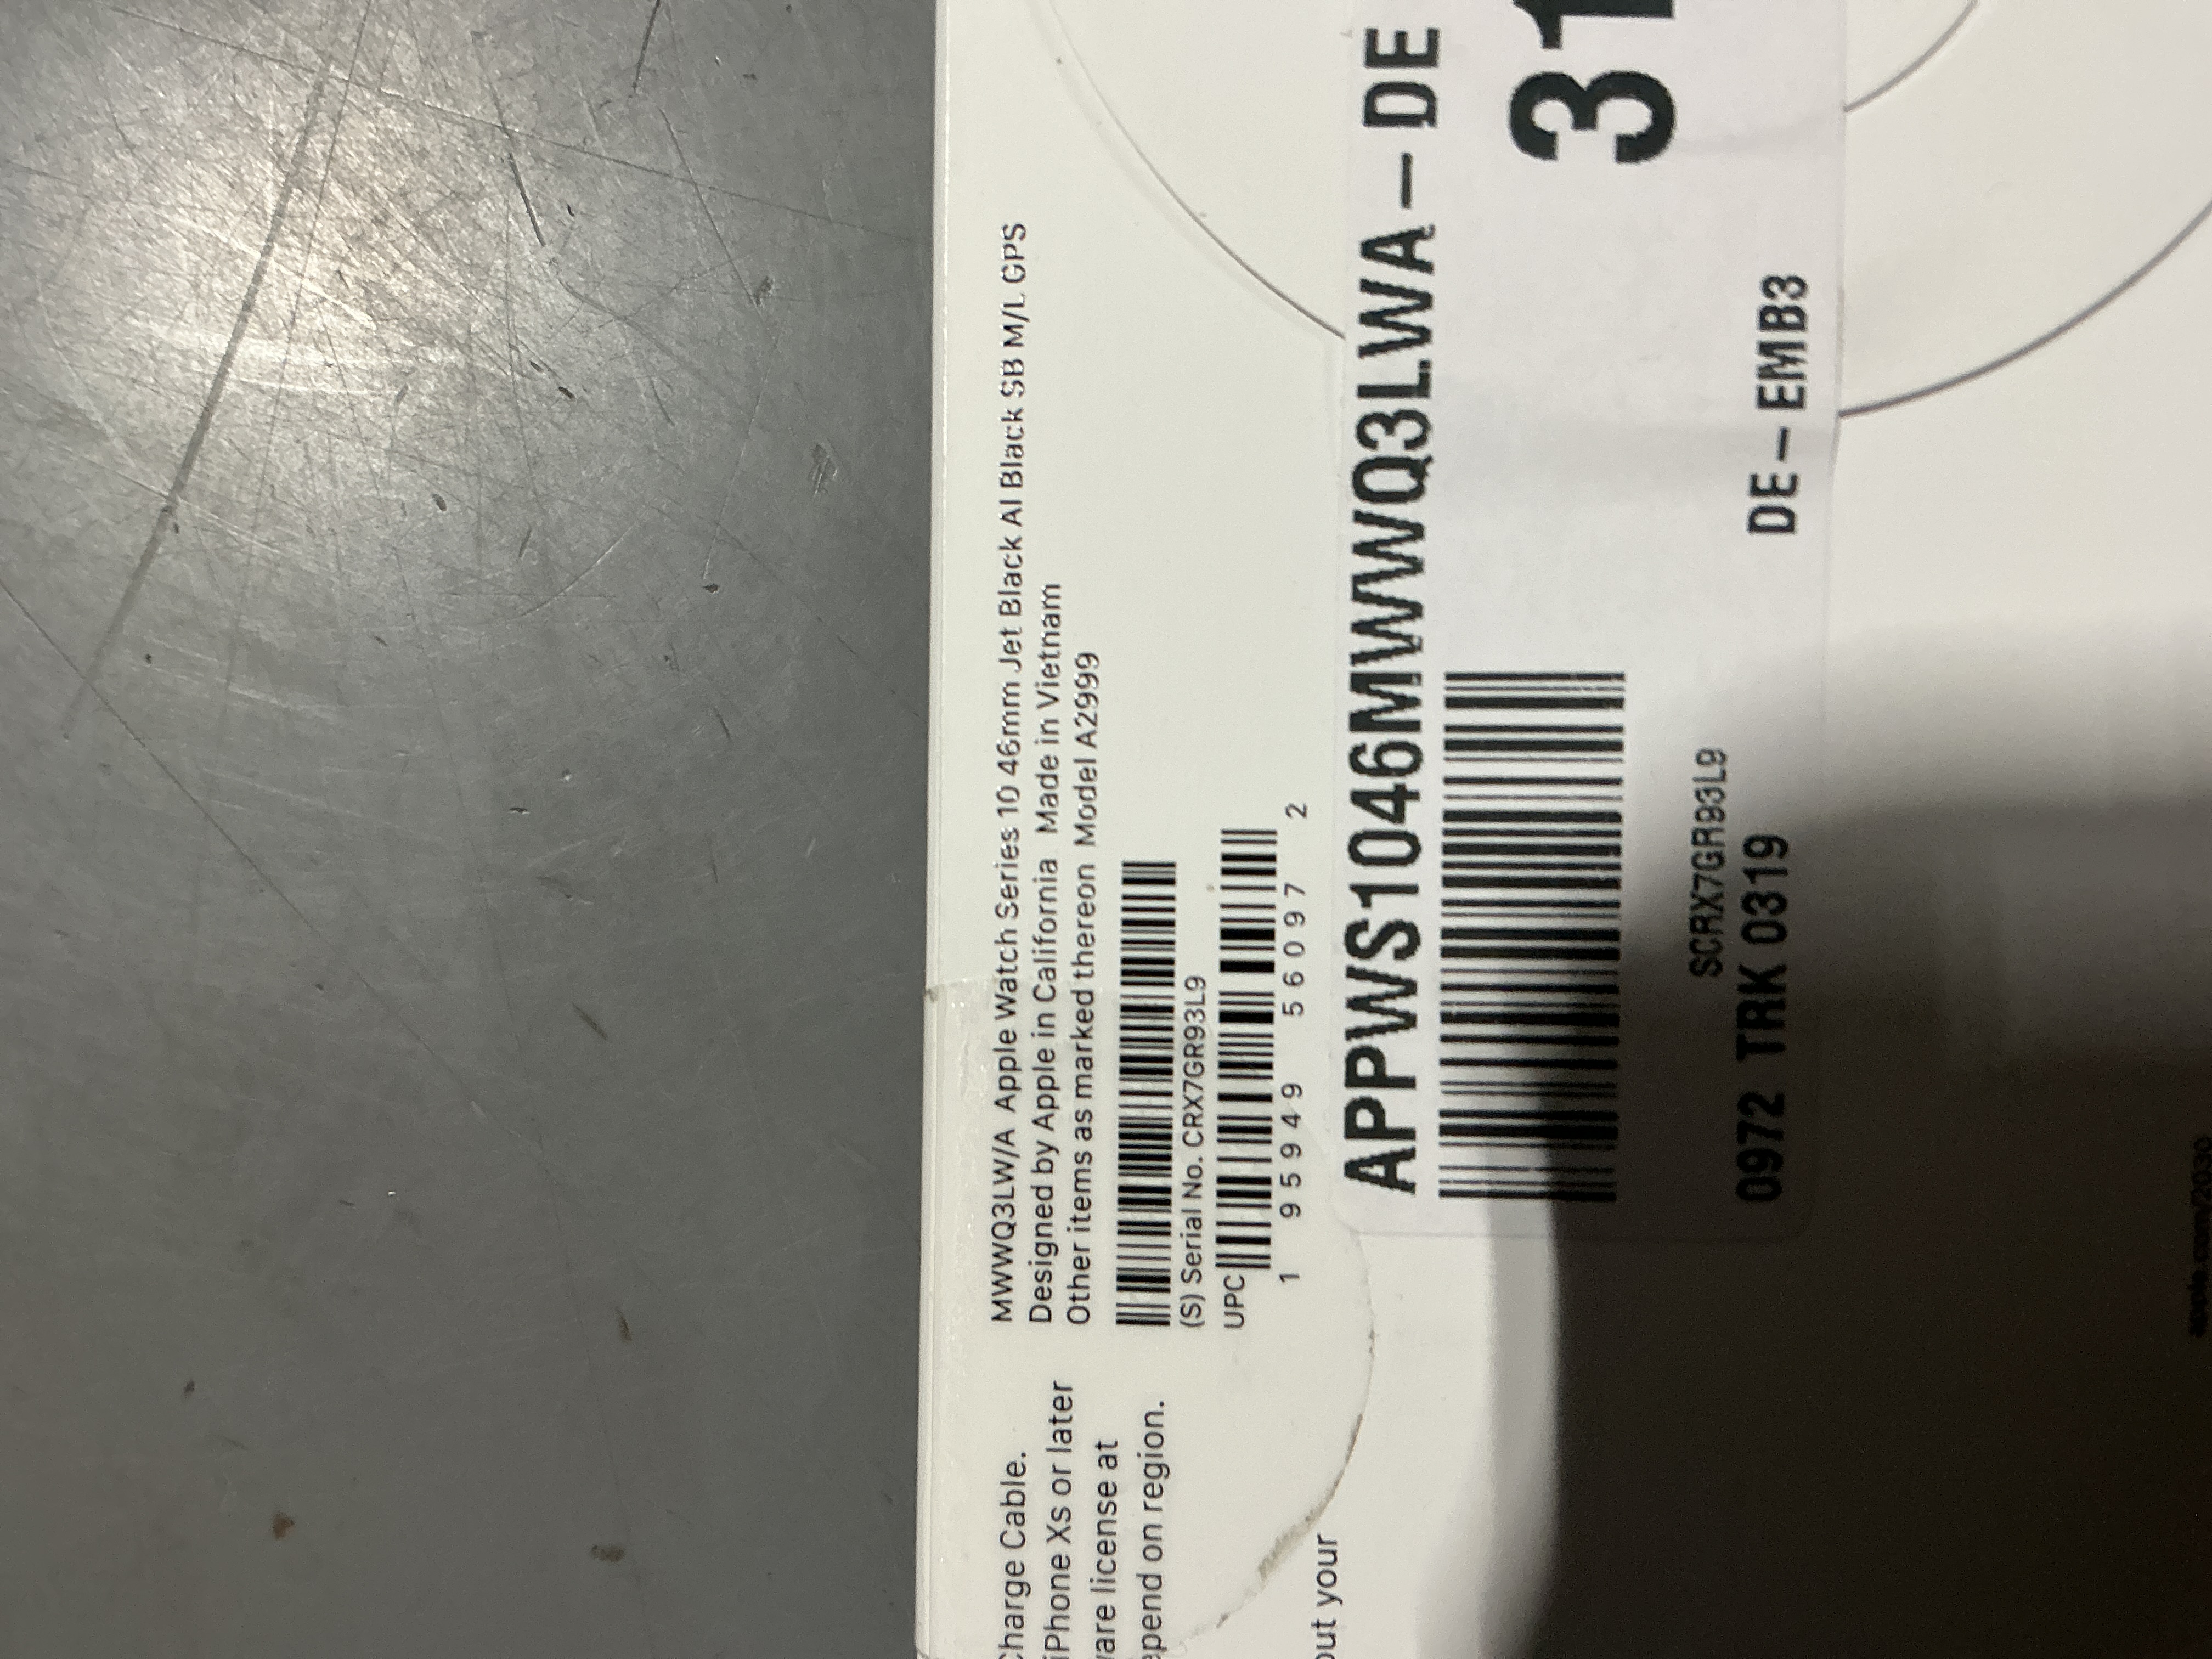 MWWQ3LW/A Apple Watch Series 10 46mm Jet Black Al Black SB M/L GPS
Designed by Apple in California Made in Vietnam
Other items as marked thereon Model A2999
(S) Serial No. CRX7GR93L9
UPC
1 95949 56097 2
Charge Cable.
iPhone Xs or later
are license at
epend on region.
out your
APPWS1046MWWQ3LWA – DE
31
SCRX7GR93L9
0972 TRK 0319
DE – EMB3
apple.com/2030